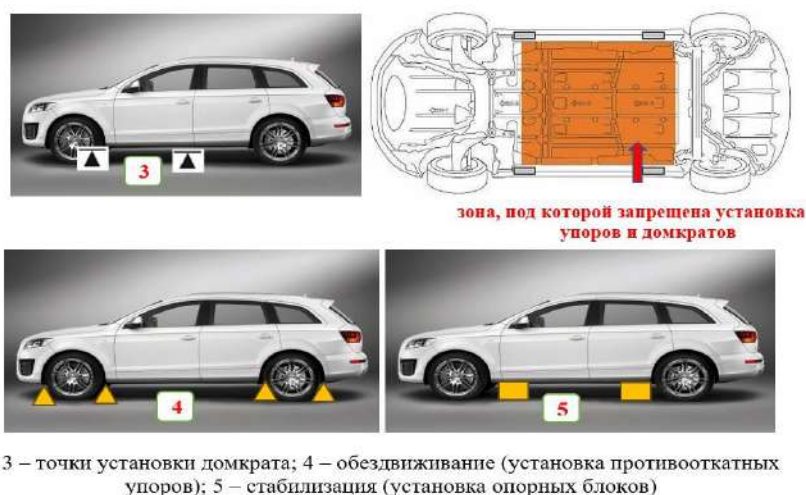 3
зона, под которой запрещена установка
упоров и домкратов
4
5
3 – точки установки домкрата; 4 – обездвиживание (установка противооткатных
упоров); 5 – стабилизация (установка опорных блоков)